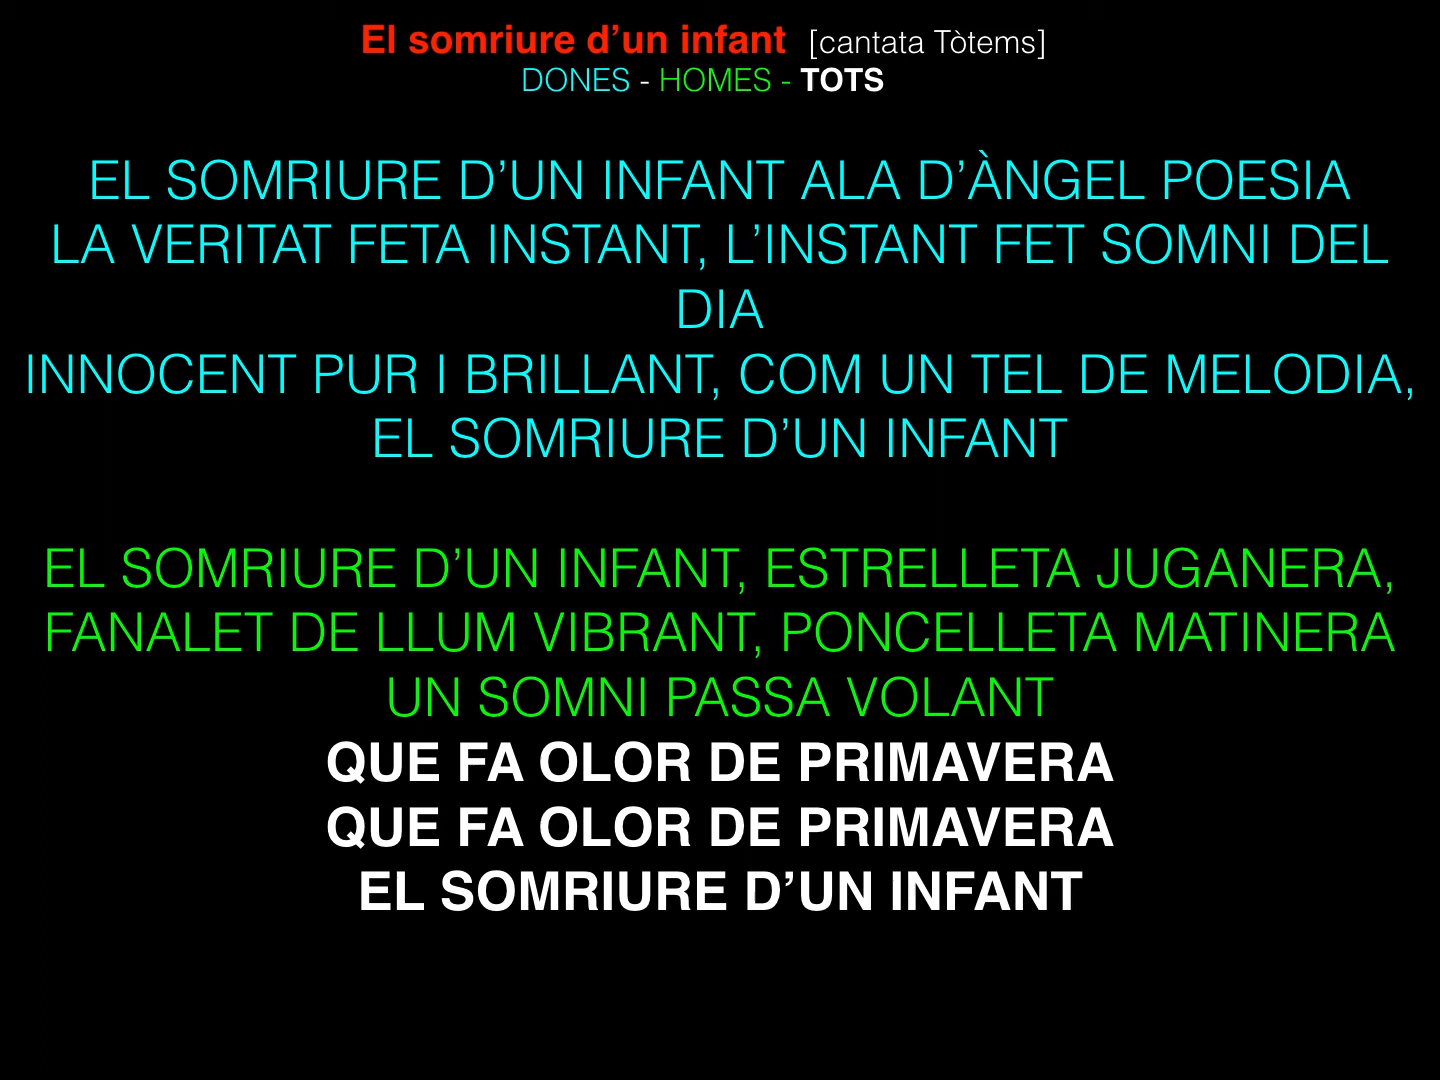 El somriure d’un infant [cantata Tòtems]
DONES - HOMES - TOTS
EL SOMRIURE D’UN INFANT ALA D’ÀNGEL POESIA
LA VERITAT FETA INSTANT, L’INSTANT FET SOMNI DEL
DIA
INNOCENT PUR I BRILLANT, COM UN TEL DE MELODIA,
EL SOMRIURE D’UN INFANT
EL SOMRIURE D’UN INFANT, ESTRELLETA JUGANERA,
FANALET DE LLUM VIBRANT, PONCELLETA MATINERA
UN SOMNI PASSA VOLANT
QUE FA OLOR DE PRIMAVERA
QUE FA OLOR DE PRIMAVERA
EL SOMRIURE D’UN INFANT